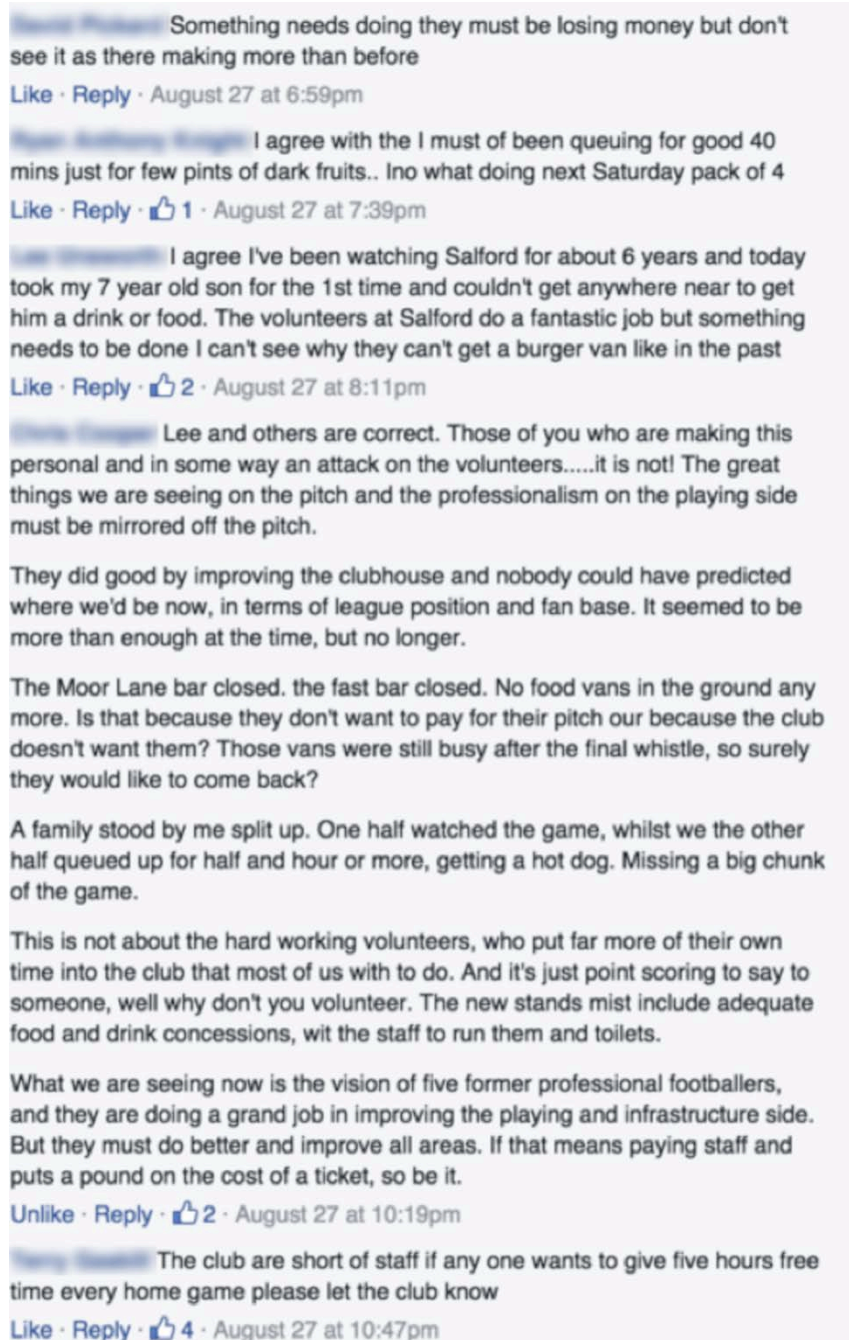 Something needs doing they must be losing money but don't
see it as there making more than before
Like · Reply · August 27 at 6:59pm
I agree with the I must of been queuing for good 40
mins just for few pints of dark fruits.. Ino what doing next Saturday pack of 4
Like · Reply · 1 · August 27 at 7:39pm
I agree I've been watching Salford for about 6 years and today
took my 7 year old son for the 1st time and couldn't get anywhere near to get
him a drink or food. The volunteers at Salford do a fantastic job but something
needs to be done I can't see why they can't get a burger van like in the past
Like · Reply · 2 · August 27 at 8:11pm
Lee and others are correct. Those of you who are making this
personal and in some way an attack on the volunteers.....it is not! The great
things we are seeing on the pitch and the professionalism on the playing side
must be mirrored off the pitch.
They did good by improving the clubhouse and nobody could have predicted
where we'd be now, in terms of league position and fan base. It seemed to be
more than enough at the time, but no longer.
The Moor Lane bar closed. the fast bar closed. No food vans in the ground any
more. Is that because they don't want to pay for their pitch our because the club
doesn't want them? Those vans were still busy after the final whistle, so surely
they would like to come back?
A family stood by me split up. One half watched the game, whilst we the other
half queued up for half and hour or more, getting a hot dog. Missing a big chunk
of the game.
This is not about the hard working volunteers, who put far more of their own
time into the club that most of us with to do. And it's just point scoring to say to
someone, well why don't you volunteer. The new stands mist include adequate
food and drink concessions, wit the staff to run them and toilets.
What we are seeing now is the vision of five former professional footballers,
and they are doing a grand job in improving the playing and infrastructure side.
But they must do better and improve all areas. If that means paying staff and
puts a pound on the cost of a ticket, so be it.
Unlike · Reply · 2 · August 27 at 10:19pm
The club are short of staff if any one wants to give five hours free
time every home game please let the club know
Like · Reply · 4 · August 27 at 10:47pm